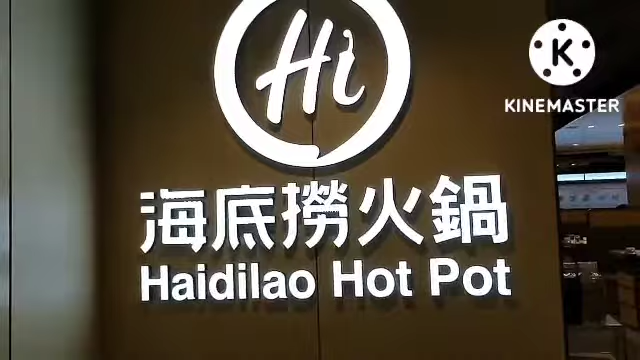 Hi
K
KINEMASTER
海底撈火鍋
Haidilao Hot Pot